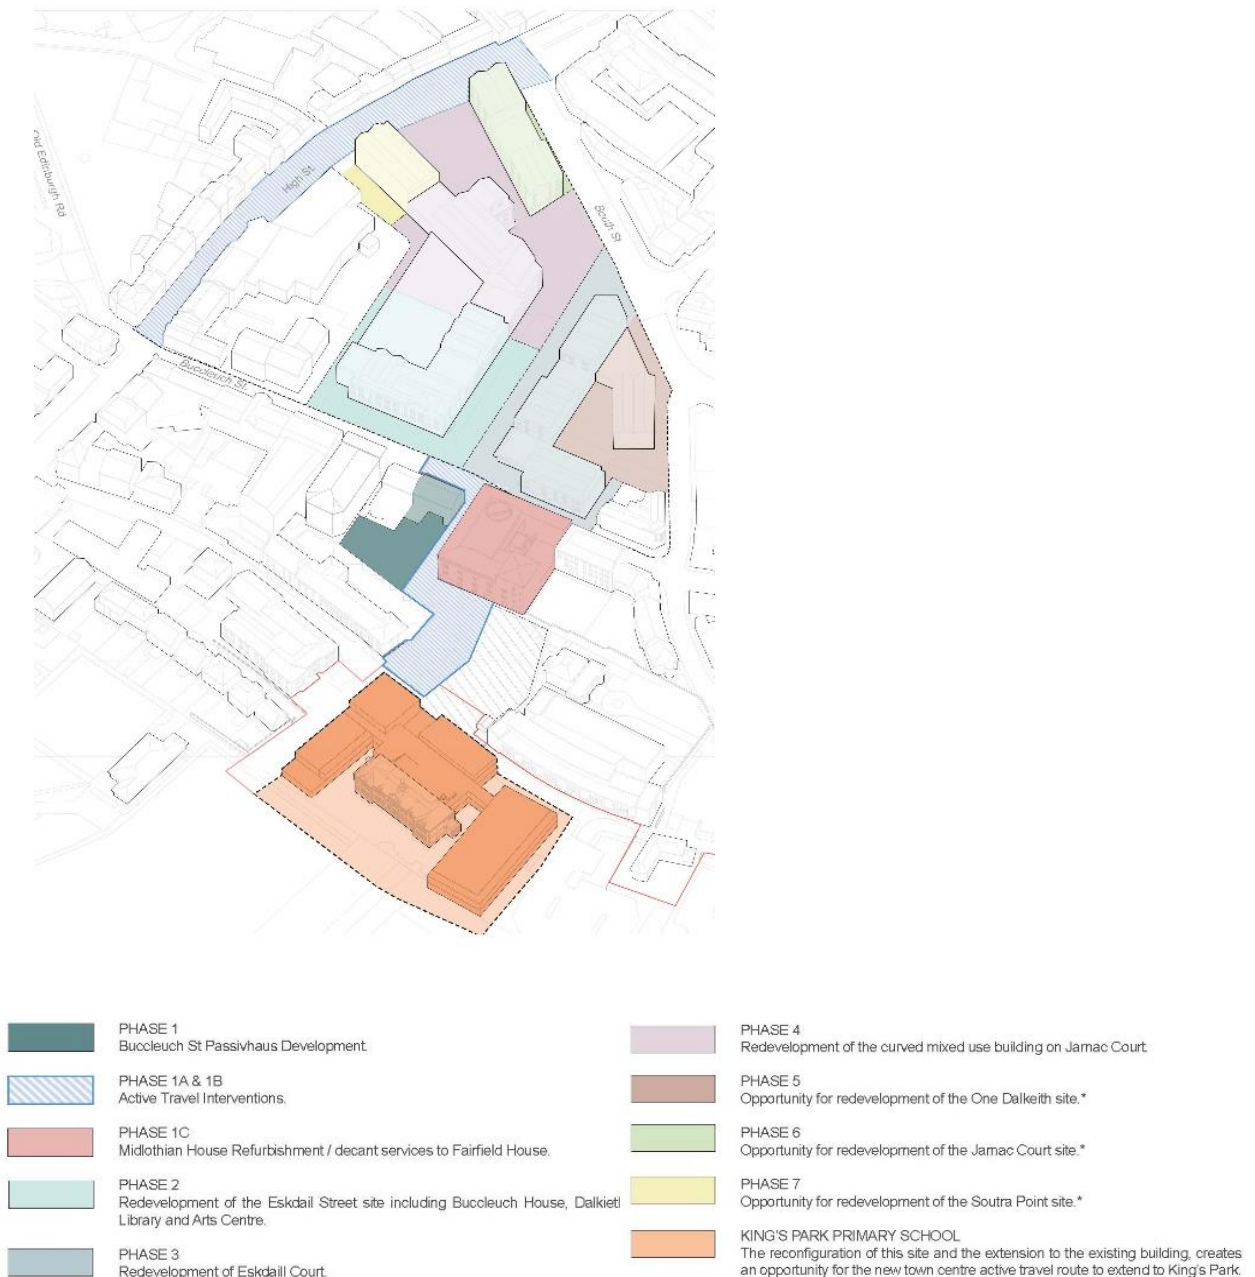 Old Edinburgh Rd
High St.
South St
Buccleuch St.
PHASE 1
Buccleuch St Passivhaus Development.
PHASE 1A & 1B
Active Travel Interventions.
PHASE 1C
Midlothian House Refurbishment / decant services to Fairfield House.
PHASE 2
Redevelopment of the Eskdail Street site including Buccleuch House, Dalkeitl
Library and Arts Centre.
PHASE 3
Redevelopment of Eskdaill Court.
PHASE 4
Redevelopment of the curved mixed use building on Jarnac Court.
PHASE 5
Opportunity for redevelopment of the One Dalkeith site.*
PHASE 6
Opportunity for redevelopment of the Jarnac Court site.*
PHASE 7
Opportunity for redevelopment of the Soutra Point site.*
KING'S PARK PRIMARY SCHOOL
The reconfiguration of this site and the extension to the existing building, creates
an opportunity for the new town centre active travel route to extend to King's Park.